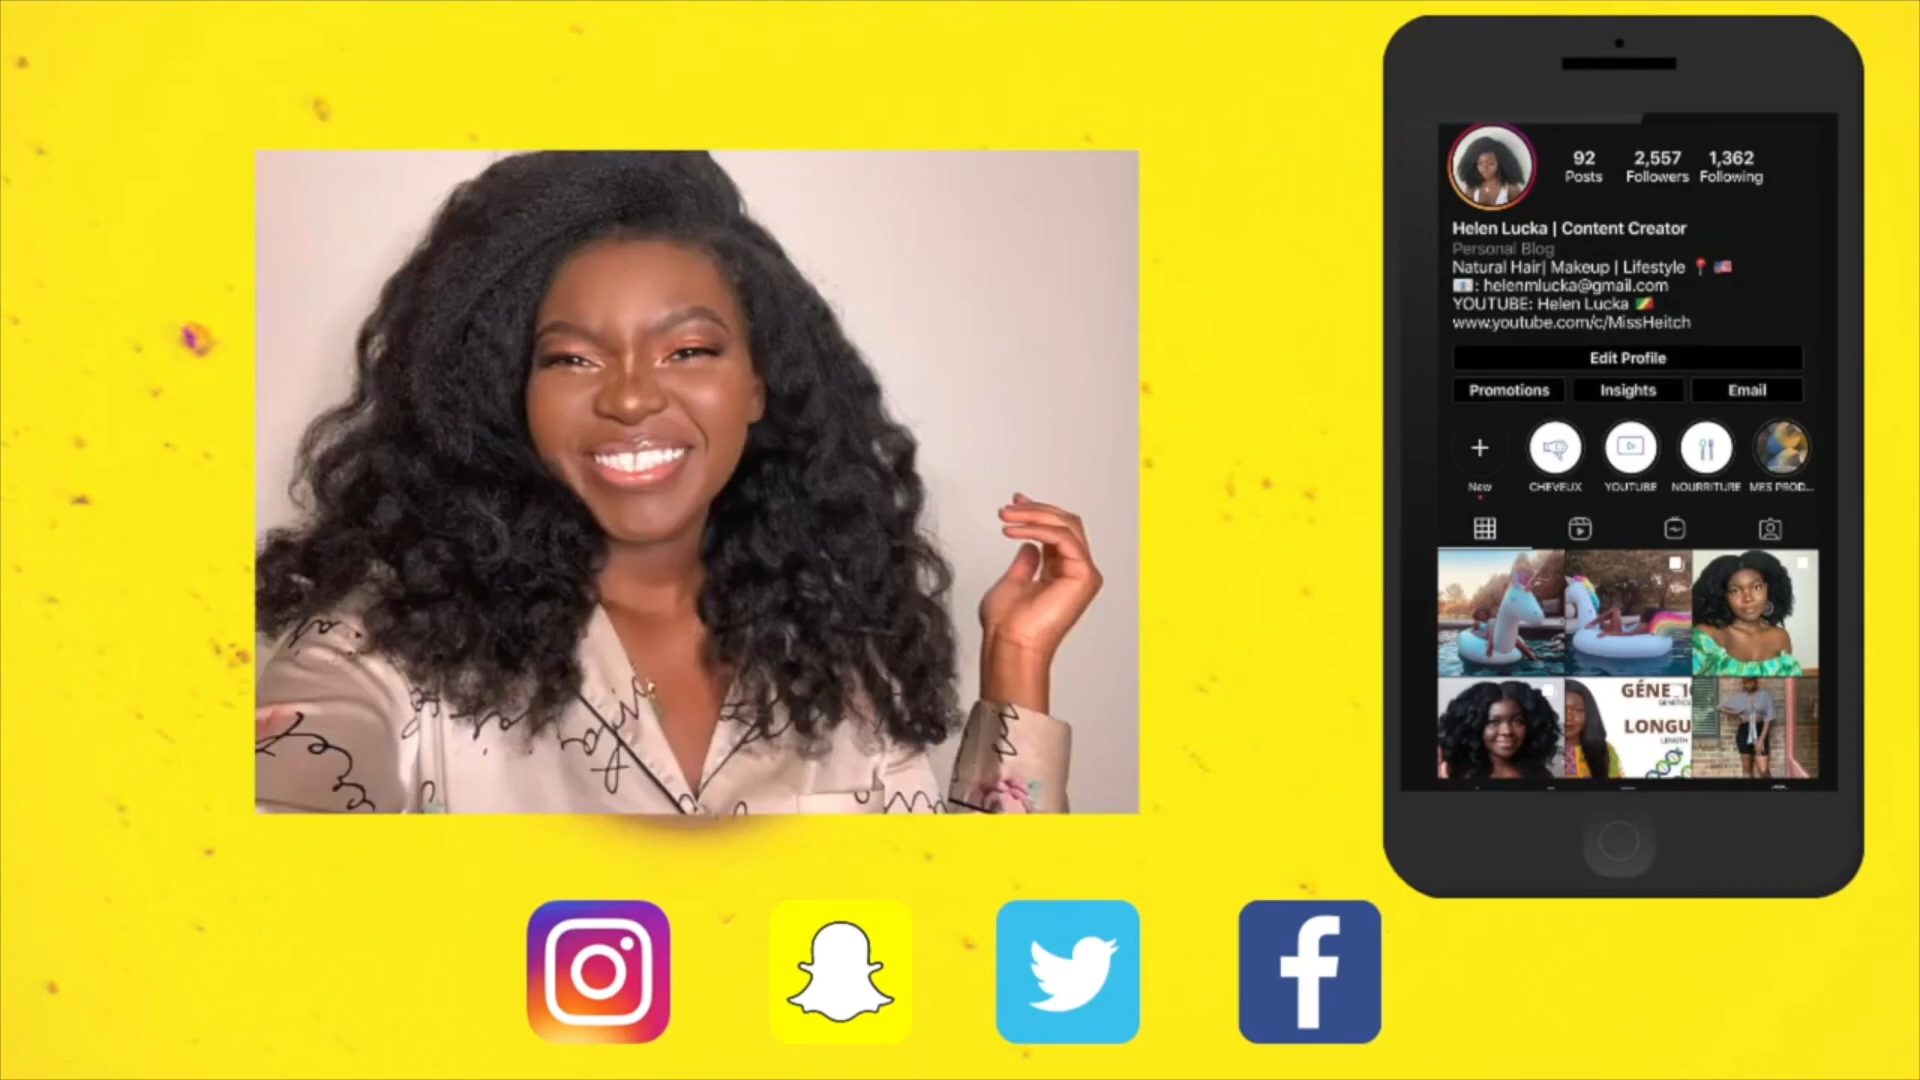 92 2,557 1,362
Posts Followers Following
Helen Lucka | Content Creator
Personal Blog
Natural Hair| Makeup | Lifestyle
: helenmlucka@gmail.com
YOUTUBE: Helen Lucka
www.youtube.com/c/MissHeitch
Edit Profile
Promotions Insights Email
New CHEVEUX YOUTUBE NOURRITURE MES PROD...
LONGU
LENGTH